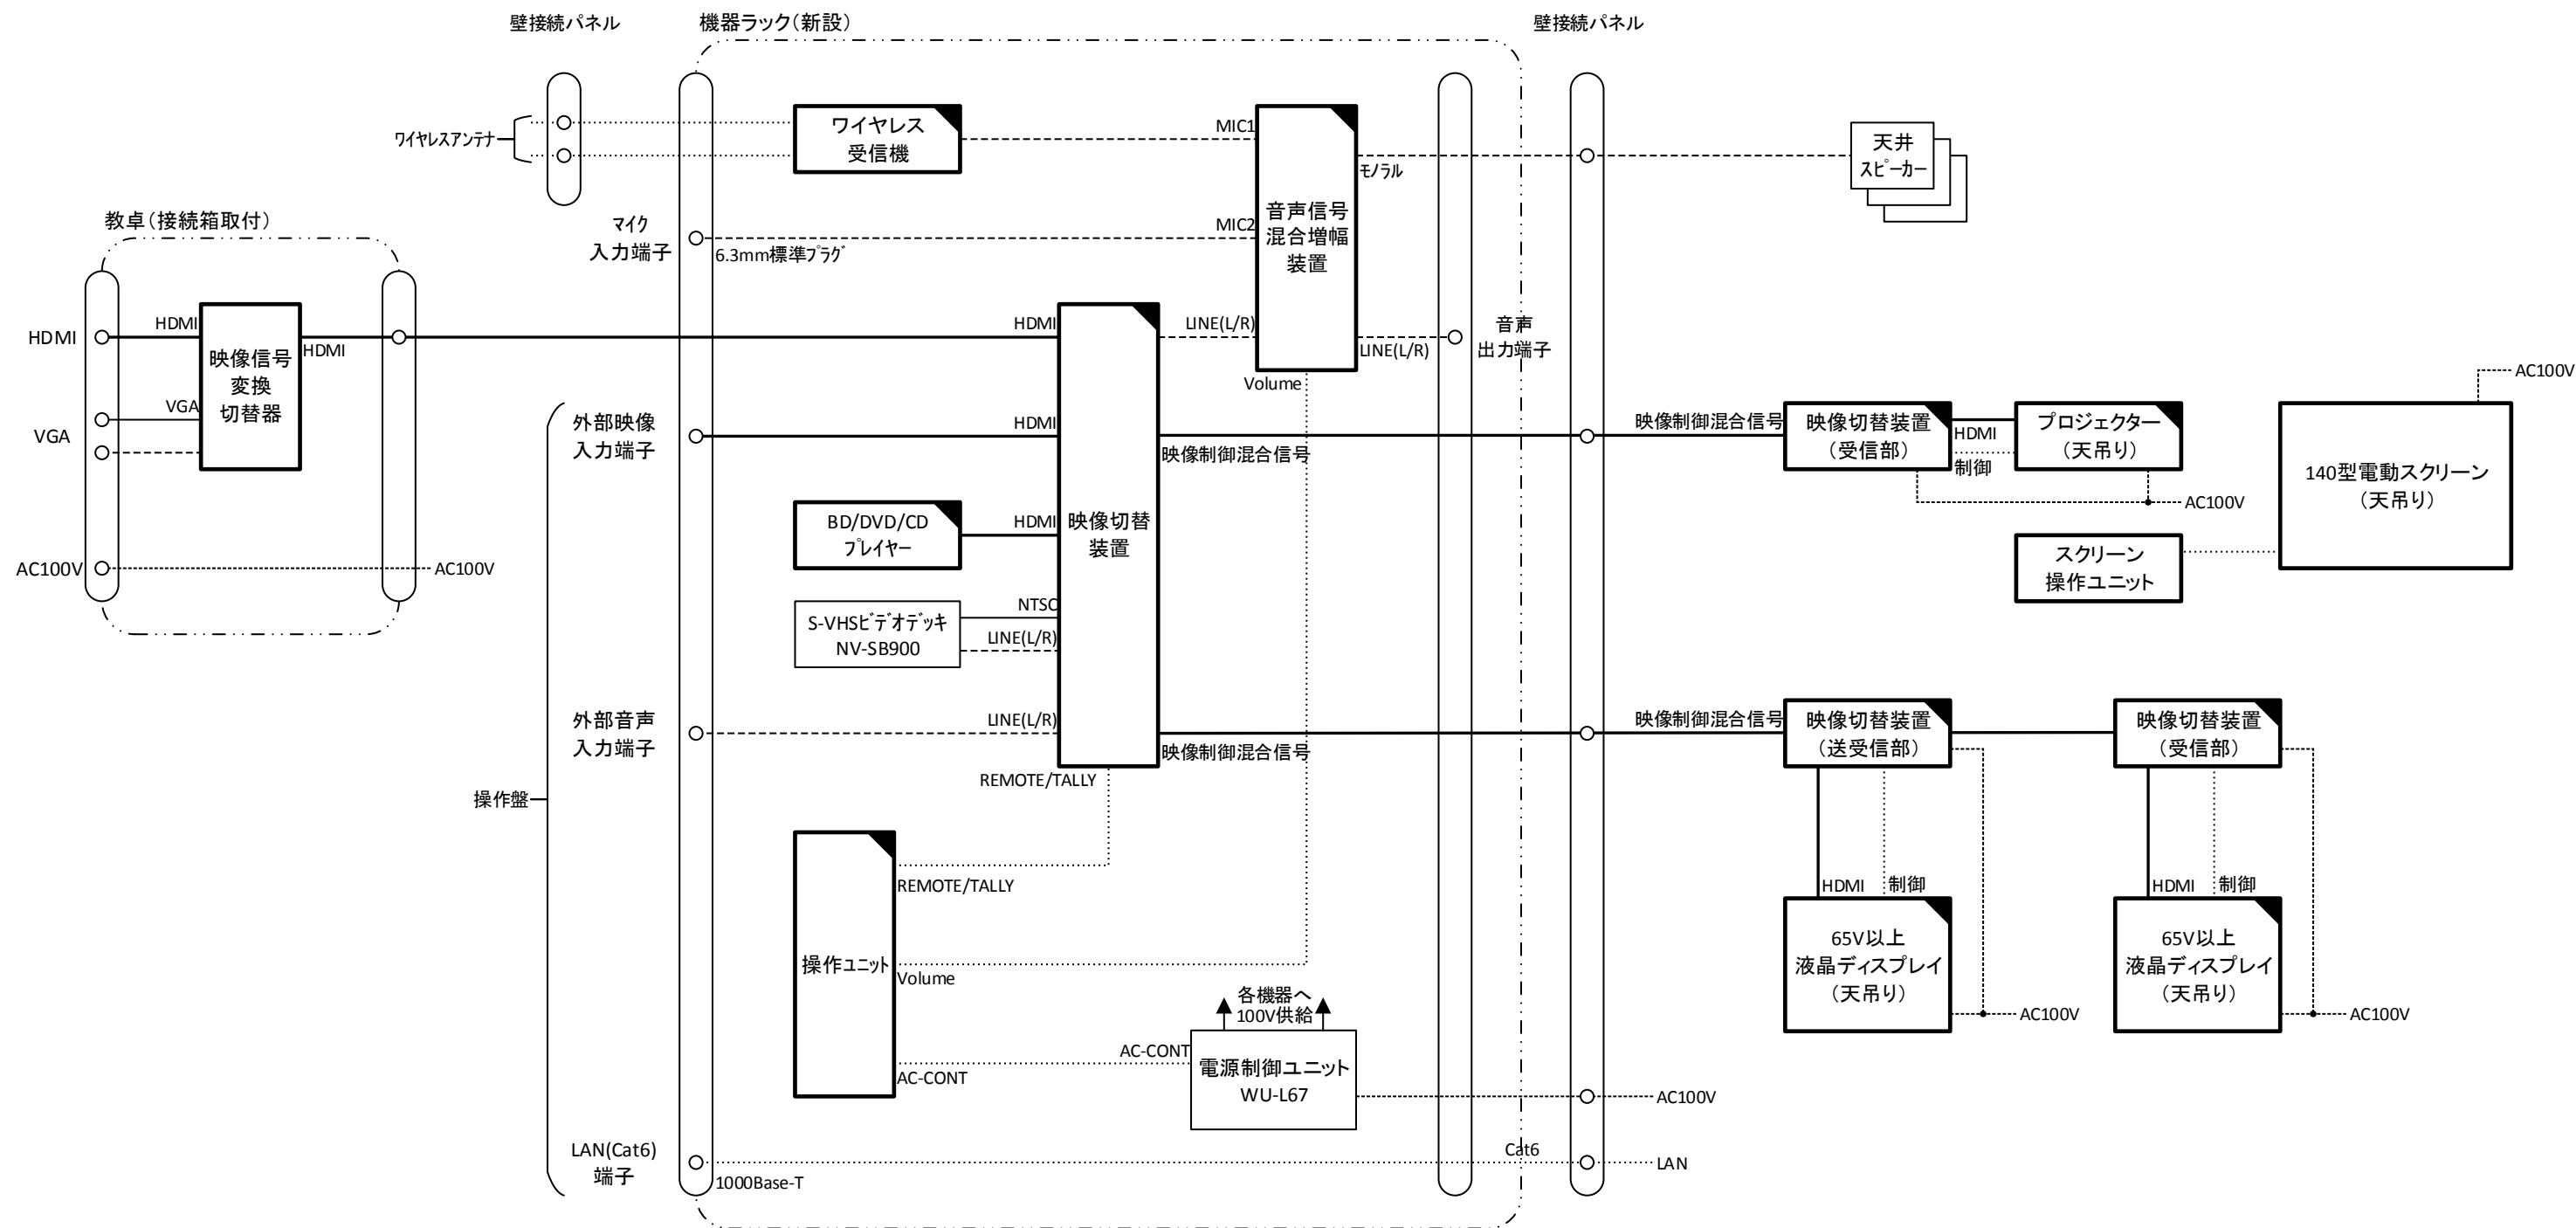 壁接続パネル
機器ラック（新設）
壁接続パネル
ワイヤレスアンテナ
ワイヤレス
受信機
MIC1
モノラル
天井
スピーカー
教卓（接続箱取付）
マイク
入力端子
6.3mm標準プラグ
MIC2
音声信号
混合増幅
装置
HDMI
HDMI
映像信号
変換
切替器
HDMI
HDMI
LINE(L/R)
LINE(L/R)
音声
出力端子
Volume
VGA
VGA
AC100V
AC100V
外部映像
入力端子
HDMI
映像制御混合信号
映像制御混合信号
映像切替装置
（受信部）
HDMI
制御
プロジェクター
（天吊り）
AC100V
AC100V
140型電動スクリーン
（天吊り）
スクリーン
操作ユニット
BD/DVD/CD
プレイヤー
HDMI
映像切替
装置
S-VHSビデオデッキ
NV-SB900
NTSC
LINE(L/R)
外部音声
入力端子
LINE(L/R)
映像制御混合信号
映像制御混合信号
映像切替装置
（送受信部）
映像切替装置
（受信部）
REMOTE/TALLY
操作盤
REMOTE/TALLY
操作ユニット
Volume
AC-CONT
HDMI
制御
65V以上
液晶ディスプレイ
（天吊り）
AC100V
HDMI
制御
65V以上
液晶ディスプレイ
（天吊り）
AC100V
各機器へ
100V供給
AC-CONT
電源制御ユニット
WU-L67
AC100V
LAN(Cat6)
端子
1000Base-T
Cat6
LAN